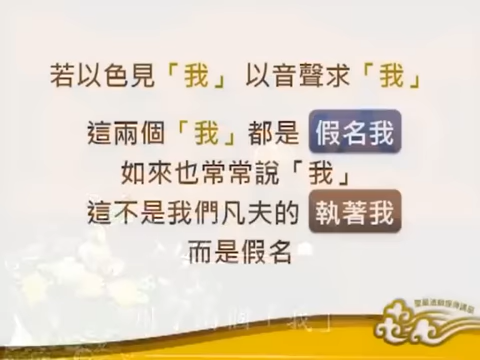 若以色見「我」 以音聲求「我」
這兩個「我」都是 假名我
如來也常常說「我」
這不是我們凡夫的 執著我
而是假名
個「我」